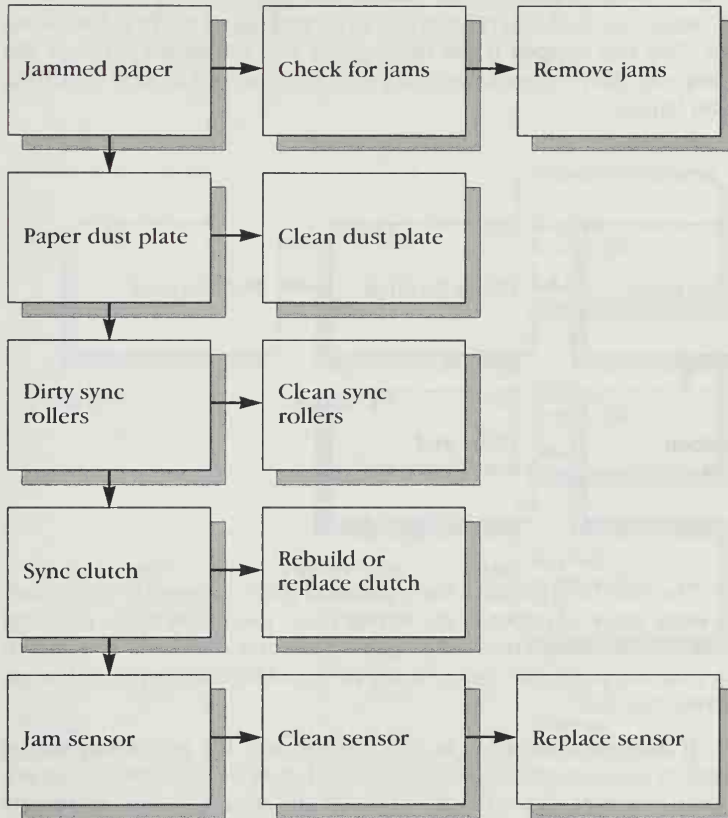 Jammed paper
Check for jams
Remove jams
Paper dust plate
Clean dust plate
Dirty sync
rollers
Clean sync
rollers
Sync clutch
Rebuild or
replace clutch
Jam sensor
Clean sensor
Replace sensor